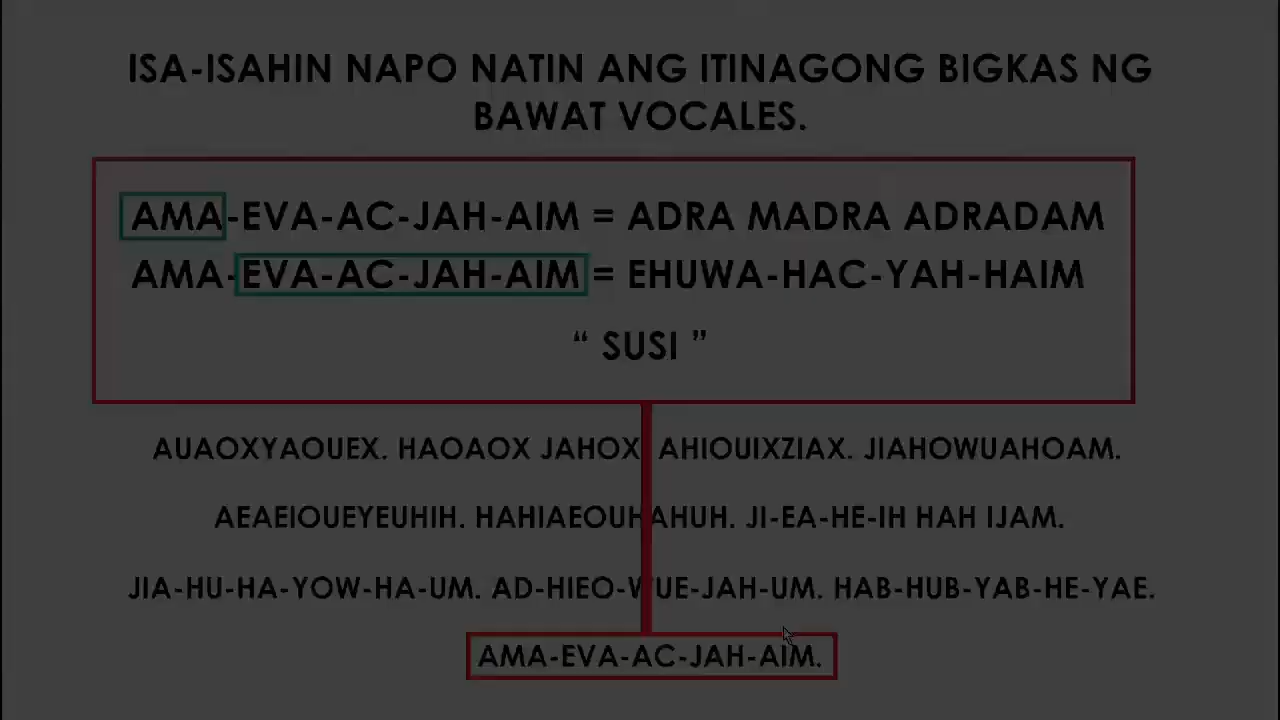 ISA-ISAHIN NAPO NATIN ANG ITINAGONG BIGKAS NG
BAWAT VOCALES.
AMA-EVA-AC-JAH-AIM = ADRA MADRA ADRADAM
AMA-EVA-AC-JAH-AIM = EHUWA-HAC-YAH-HAIM
“ SUSI ”
AUAOXYAOUEX. HAOAOX JAHOX AHIOUIXZIAX. JIAHOWUAHOAM.
AEAEIOUEYEUHIH. HAHIAEOUHAHUH. JI-EA-HE-IH HAH IJAM.
JIA-HU-HA-YOW-HA-UM. AD-HIEO-WUE-JAH-UM. HAB-HUB-YAB-HE-YAE.
AMA-EVA-AC-JAH-AIM.